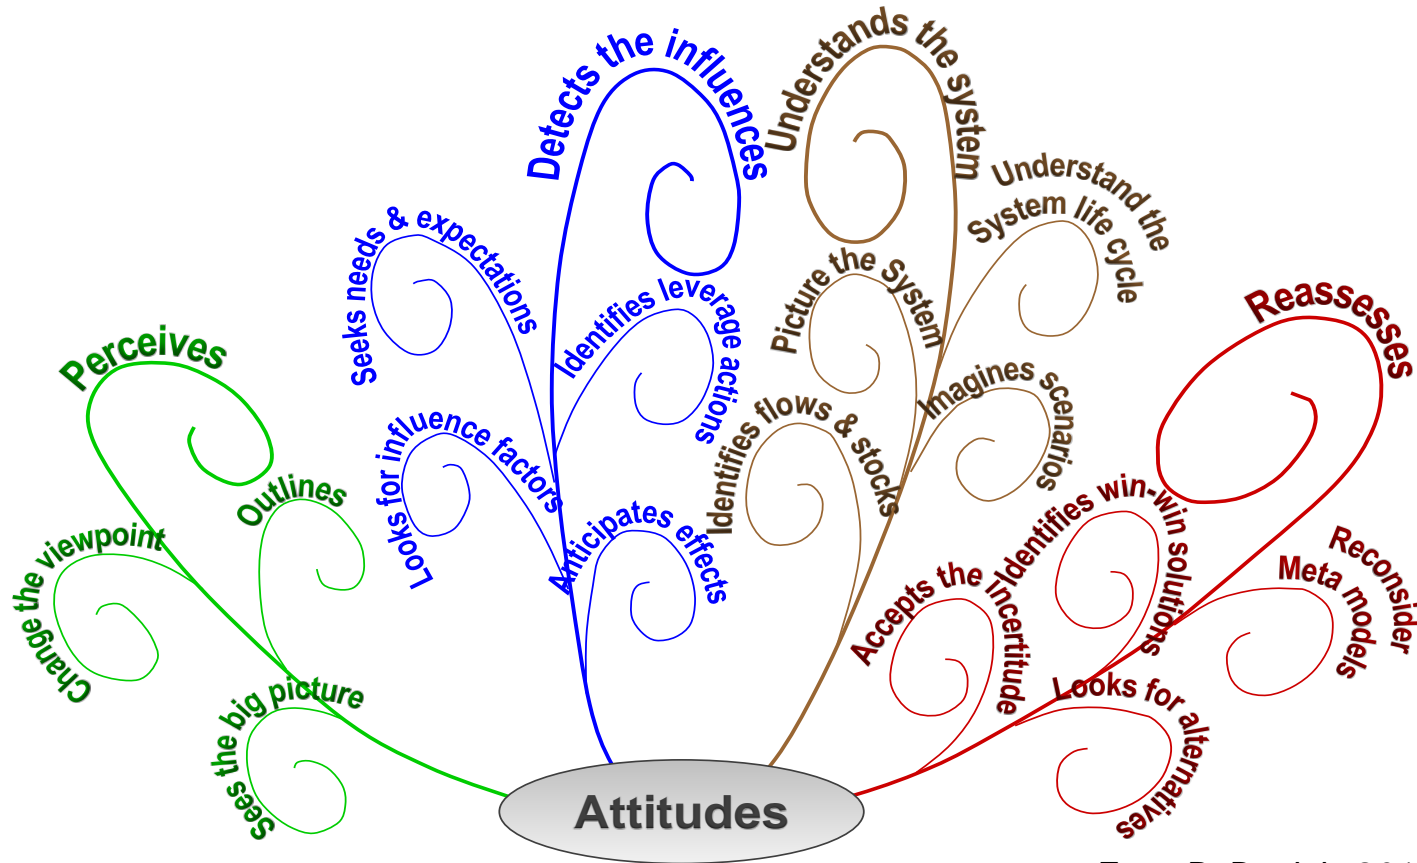 Perceives
Outlines
Change the viewpoint
Sees the big picture
Detects the influences
Seeks needs & expectations
Identifies leverage actions
Looks for influence factors
Anticipates effects
Understands the system
Understand the
System life cycle
Picture the System
Imagines scenarios
Identifies flows & stocks
Reassesses
Identifies win-win solutions
Reconsider
Meta models
Accepts the incertitude
Looks for alternatives
Attitudes